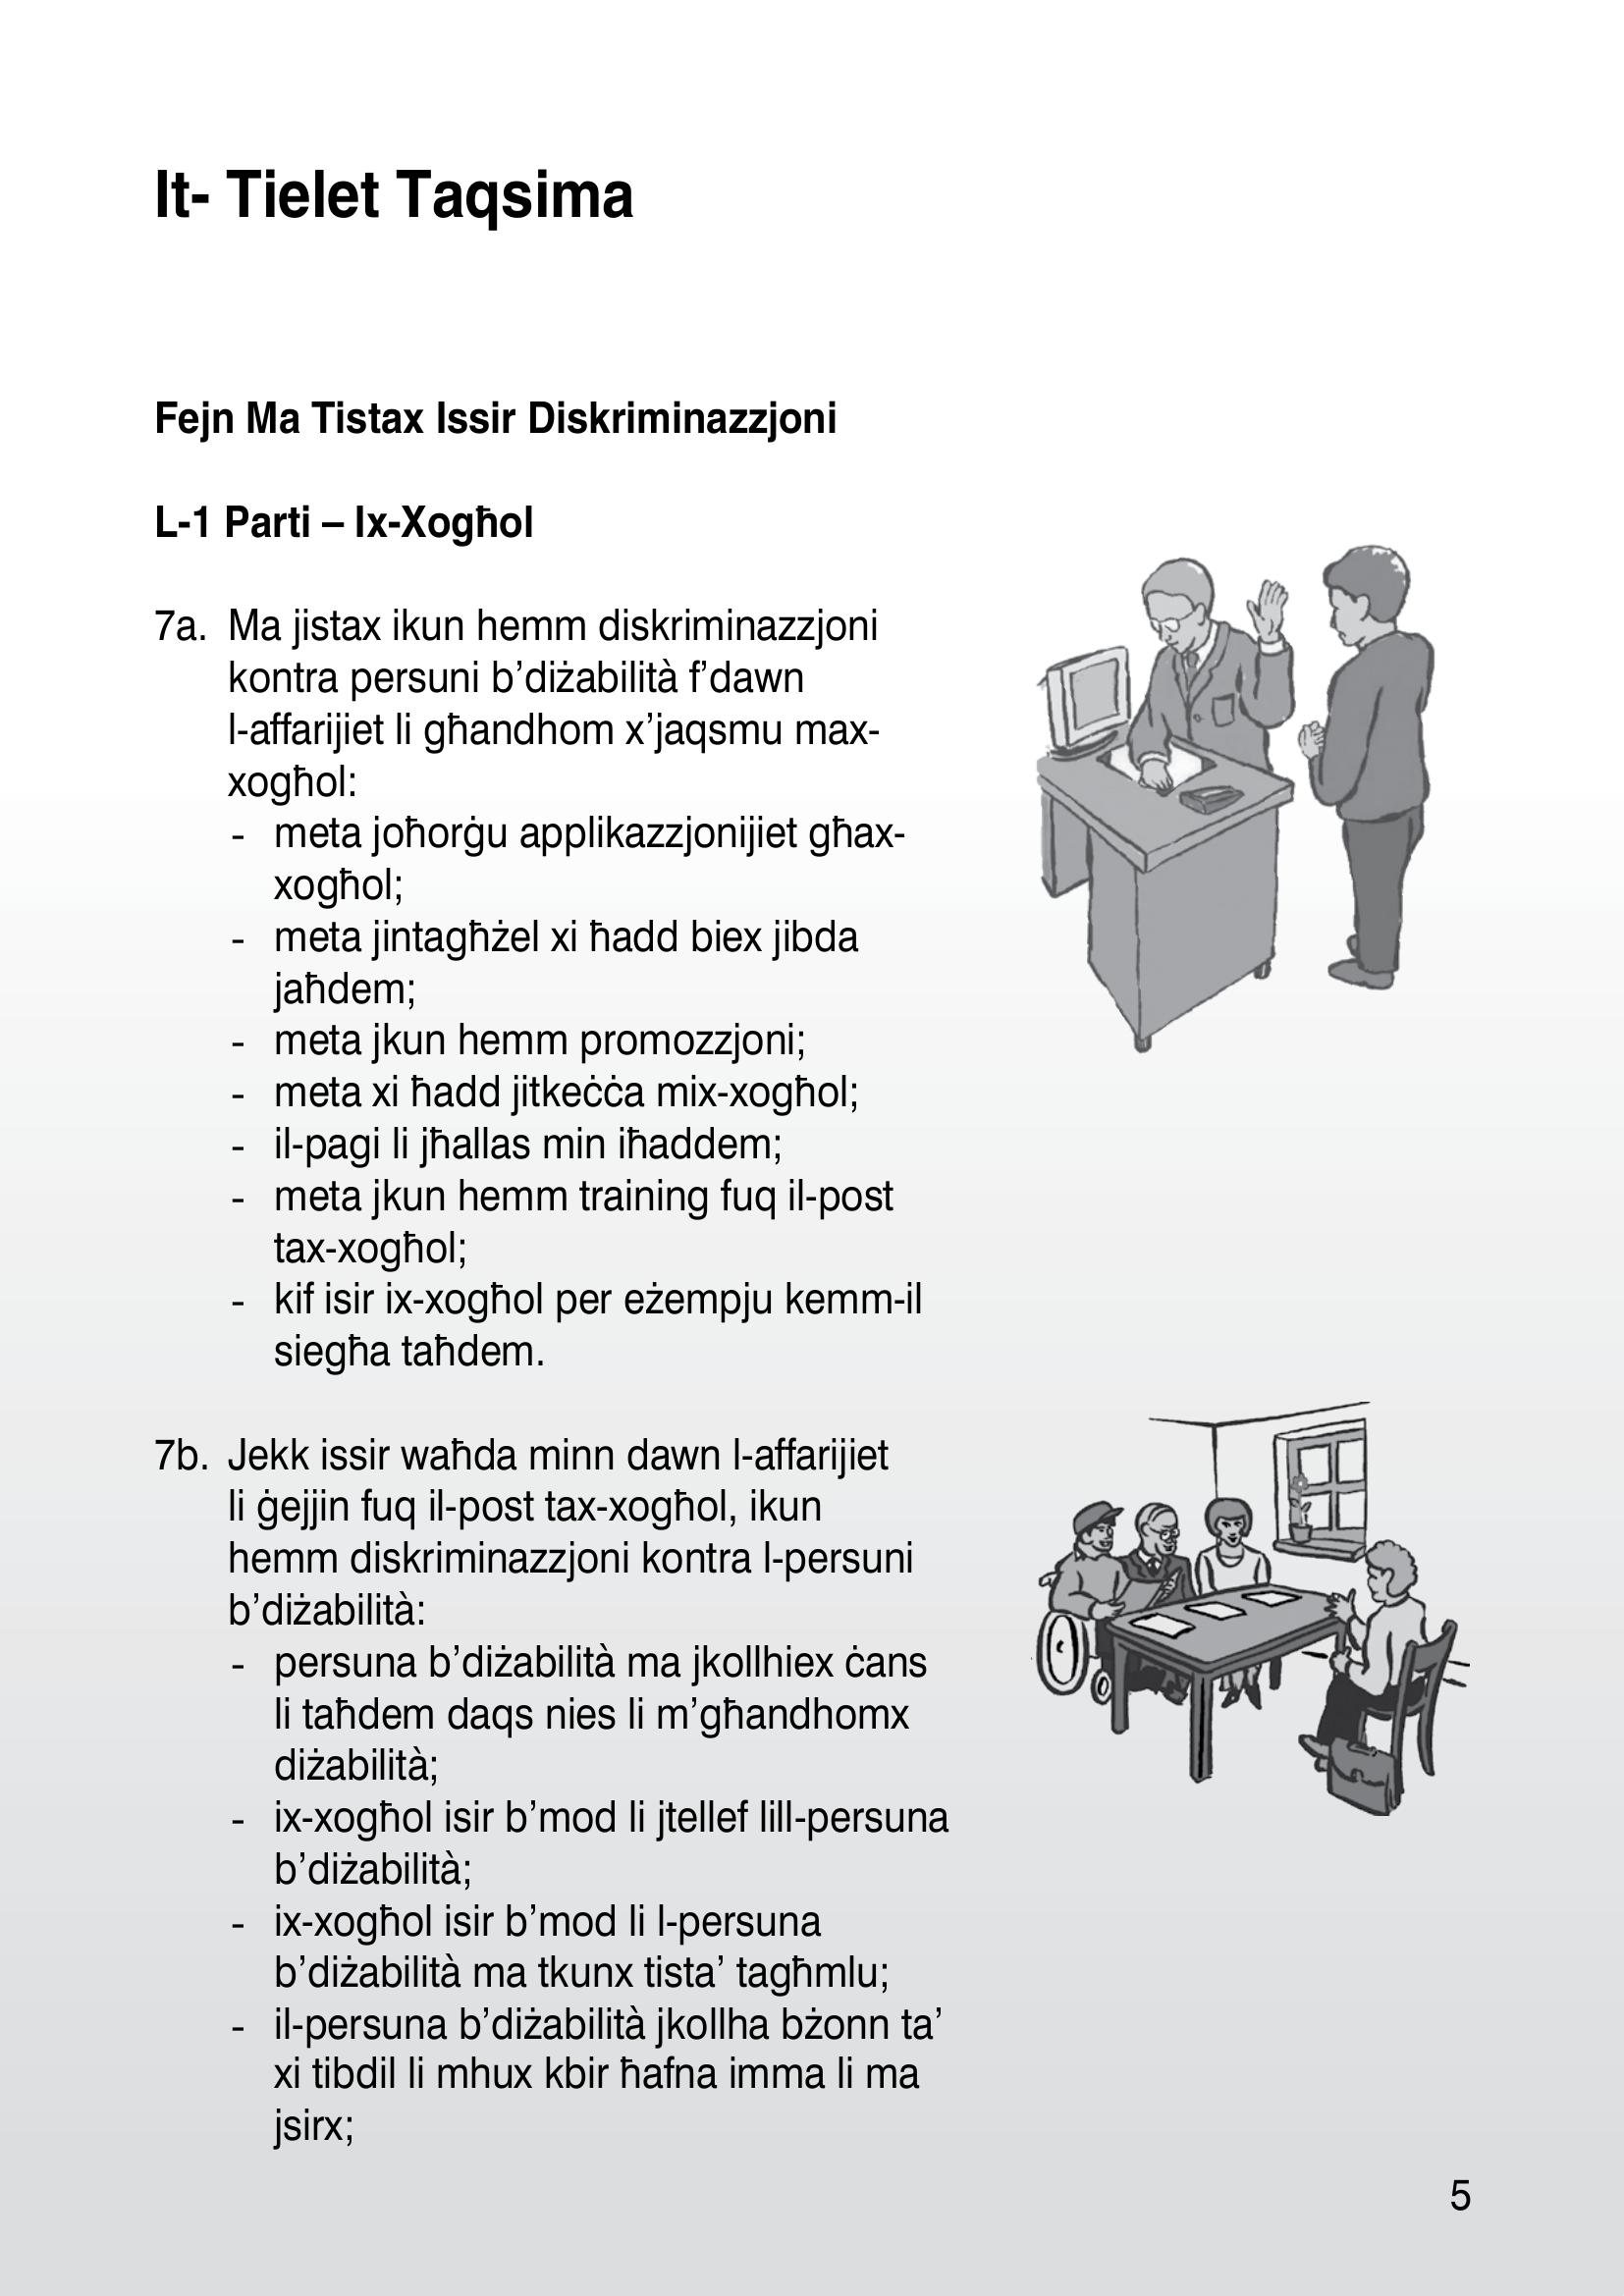 It- Tielet Taqsima
Fejn Ma Tistax Issir Diskriminazzjoni
L-1 Parti – Ix-Xogħol
7a. Ma jistax ikun hemm diskriminazzjoni
kontra persuni b’diżabilità f’dawn
l-affarijiet li għandhom x’jaqsmu max-
xogħol:
- meta joħorġu applikazzjonijiet għax-
xogħol;
- meta jintagħżel xi ħadd biex jibda
jaħdem;
- meta jkun hemm promozzjoni;
- meta xi ħadd jitkeċċa mix-xogħol;
- il-pagi li jħallas min iħaddem;
- meta jkun hemm training fuq il-post
tax-xogħol;
- kif isir ix-xogħol per eżempju kemm-il
siegħa taħdem.
7b. Jekk issir waħda minn dawn l-affarijiet
li ġejjin fuq il-post tax-xogħol, ikun
hemm diskriminazzjoni kontra l-persuni
b’diżabilità:
- persuna b’diżabilità ma jkollhiex ċans
li taħdem daqs nies li m’għandhomx
diżabilità;
- ix-xogħol isir b’mod li jtellef lill-persuna
b’diżabilità;
- ix-xogħol isir b’mod li l-persuna
b’diżabilità ma tkunx tista’ tagħmlu;
- il-persuna b’diżabilità jkollha bżonn ta’
xi tibdil li mhux kbir ħafna imma li ma
jsirx;
5